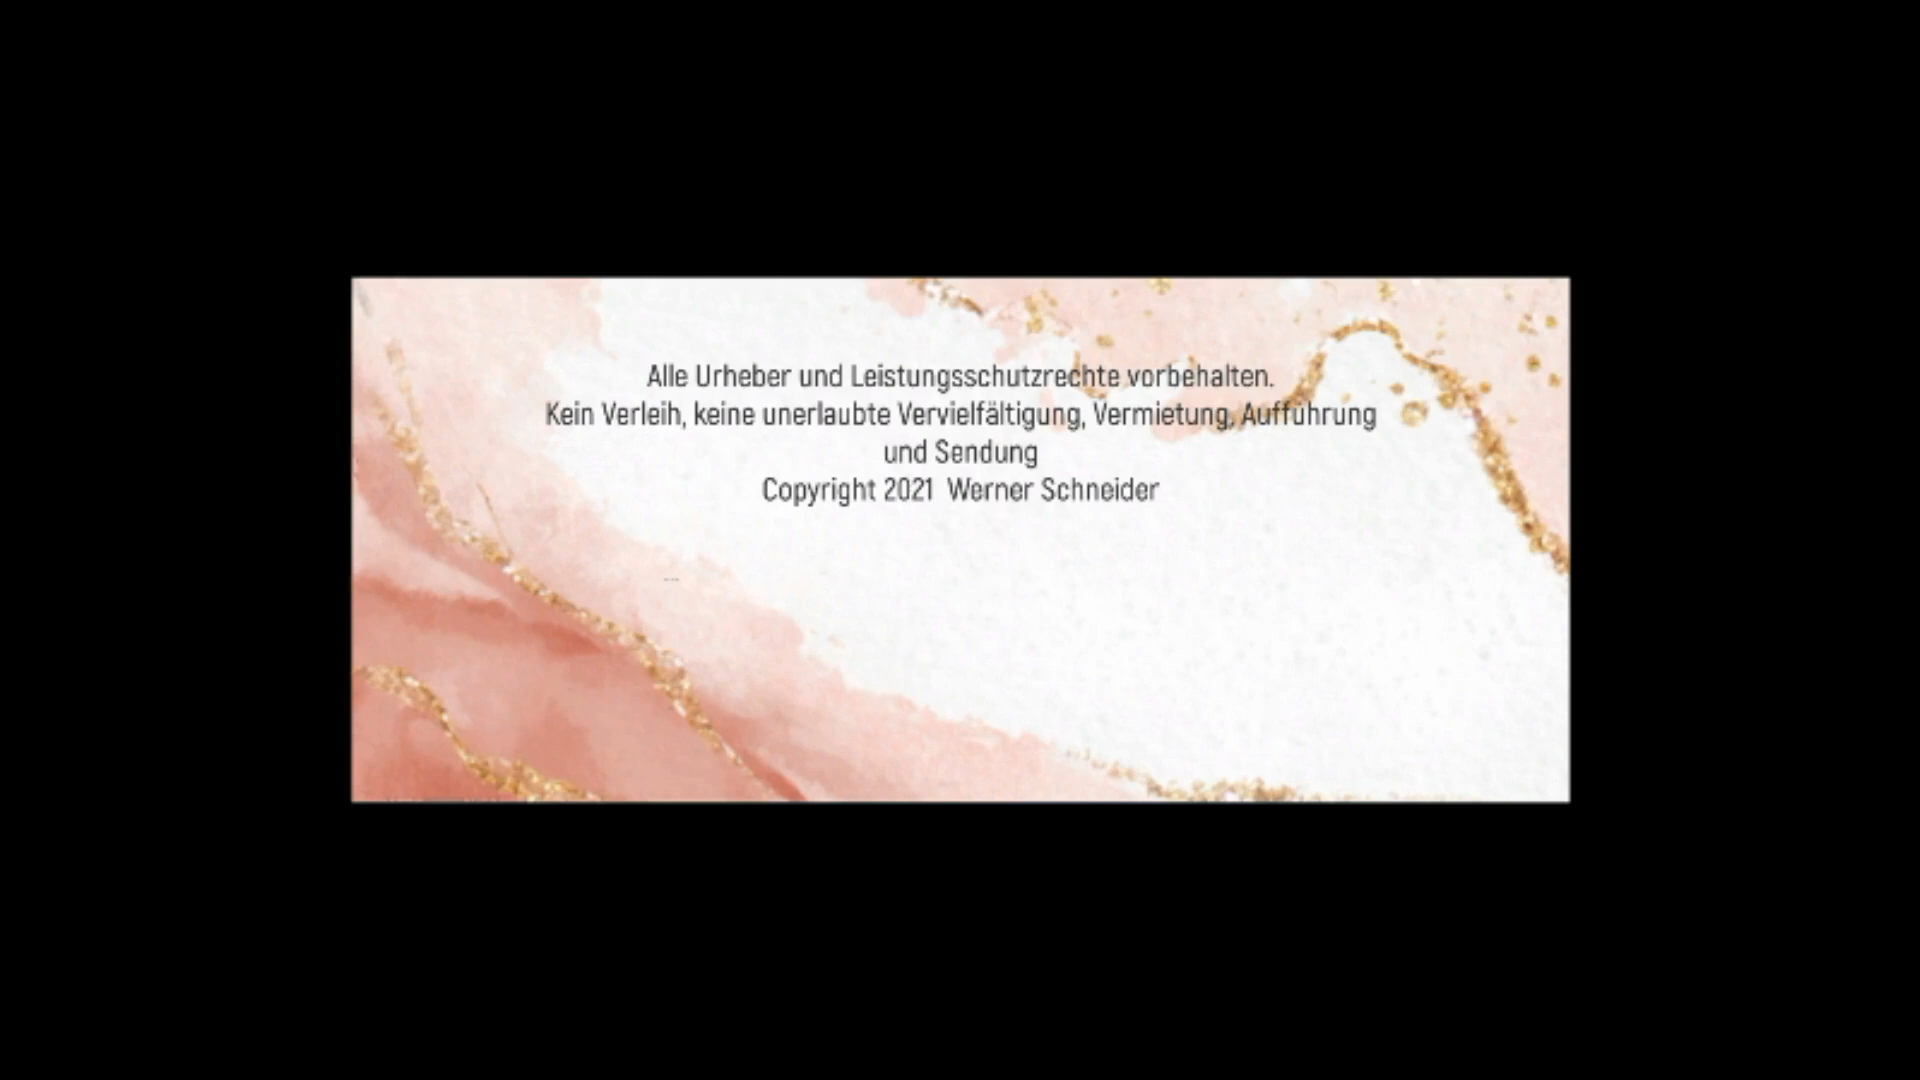 Alle Urheber und Leistungsschutzrechte vorbehalten.
Kein Verleih, keine unerlaubte Vervielfältigung, Vermietung, Aufführung
und Sendung
Copyright 2021 Werner Schneider